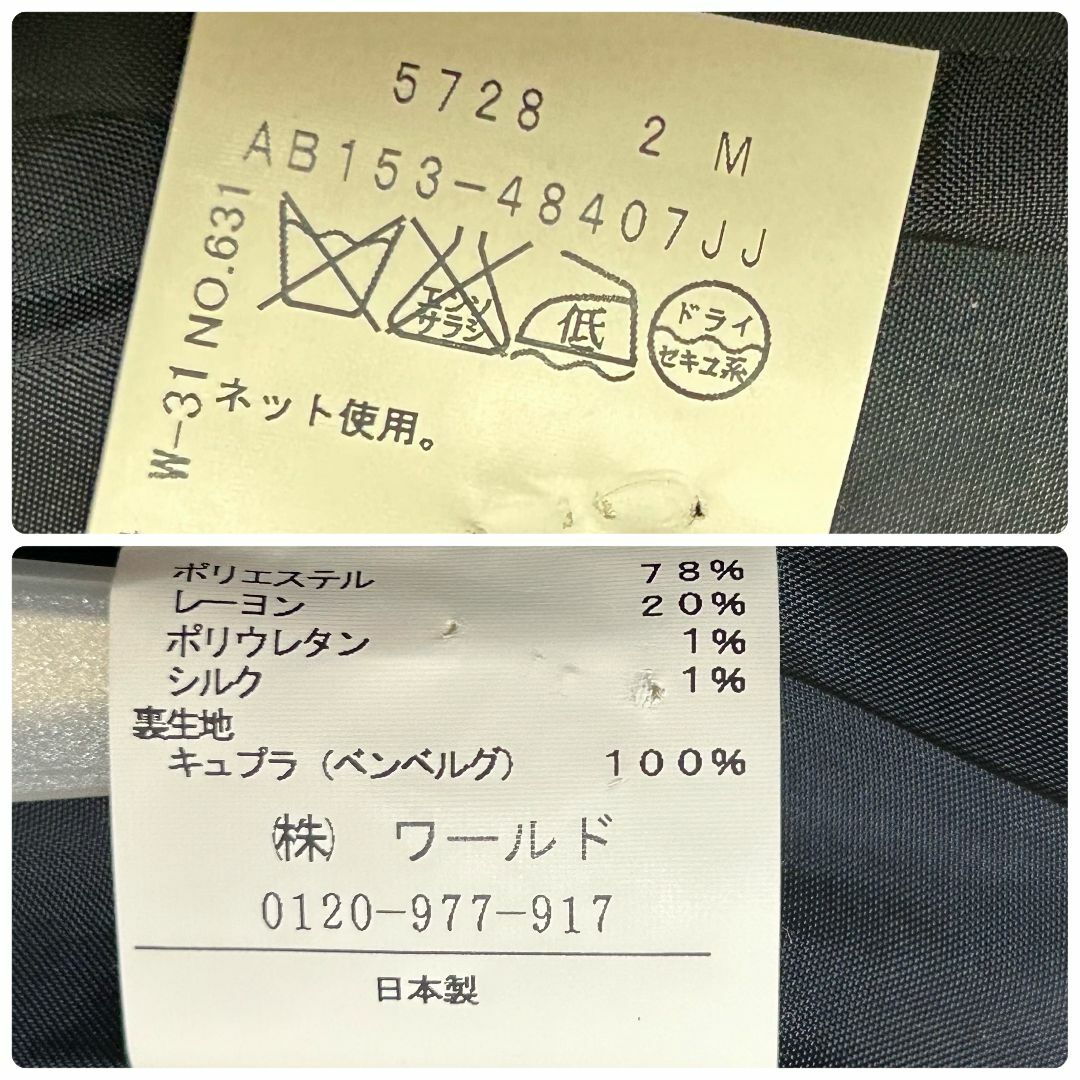 5728 2 M
AB153-48407JJ
エンソ
サラシ
低
ドライ
セキユ系
W-31 NO.631
ネット使用。
ポリエステル 78%
レーヨン 20%
ポリウレタン 1%
シルク 1%
裏生地
キュプラ（ベンベルグ） 100%
㈱ ワールド
0120-977-917
日本製